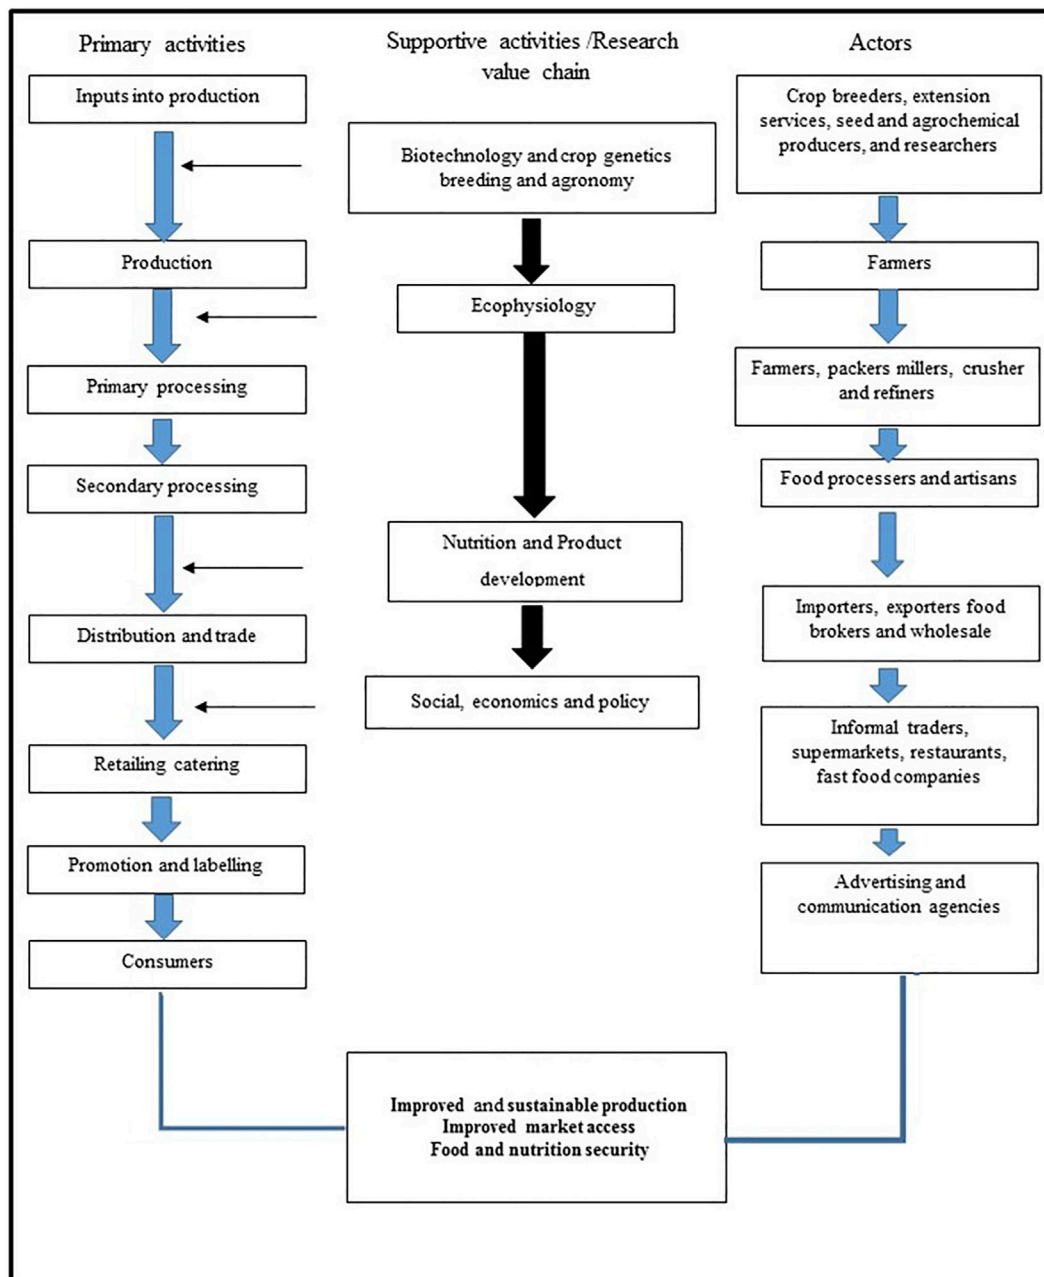 Primary activities
Inputs into production
Production
Primary processing
Secondary processing
Distribution and trade
Retailing catering
Promotion and labelling
Consumers
Supportive activities /Research
value chain
Biotechnology and crop genetics
breeding and agronomy
Ecophysiology
Nutrition and Product
development
Social, economics and policy
Actors
Crop breeders, extension
services, seed and agrochemical
producers, and researchers
Farmers
Farmers, packers millers, crusher
and refiners
Food processers and artisans
Importers, exporters food
brokers and wholesale
Informal traders,
supermarkets, restaurants,
fast food companies
Advertising and
communication agencies
Improved and sustainable production
Improved market access
Food and nutrition security